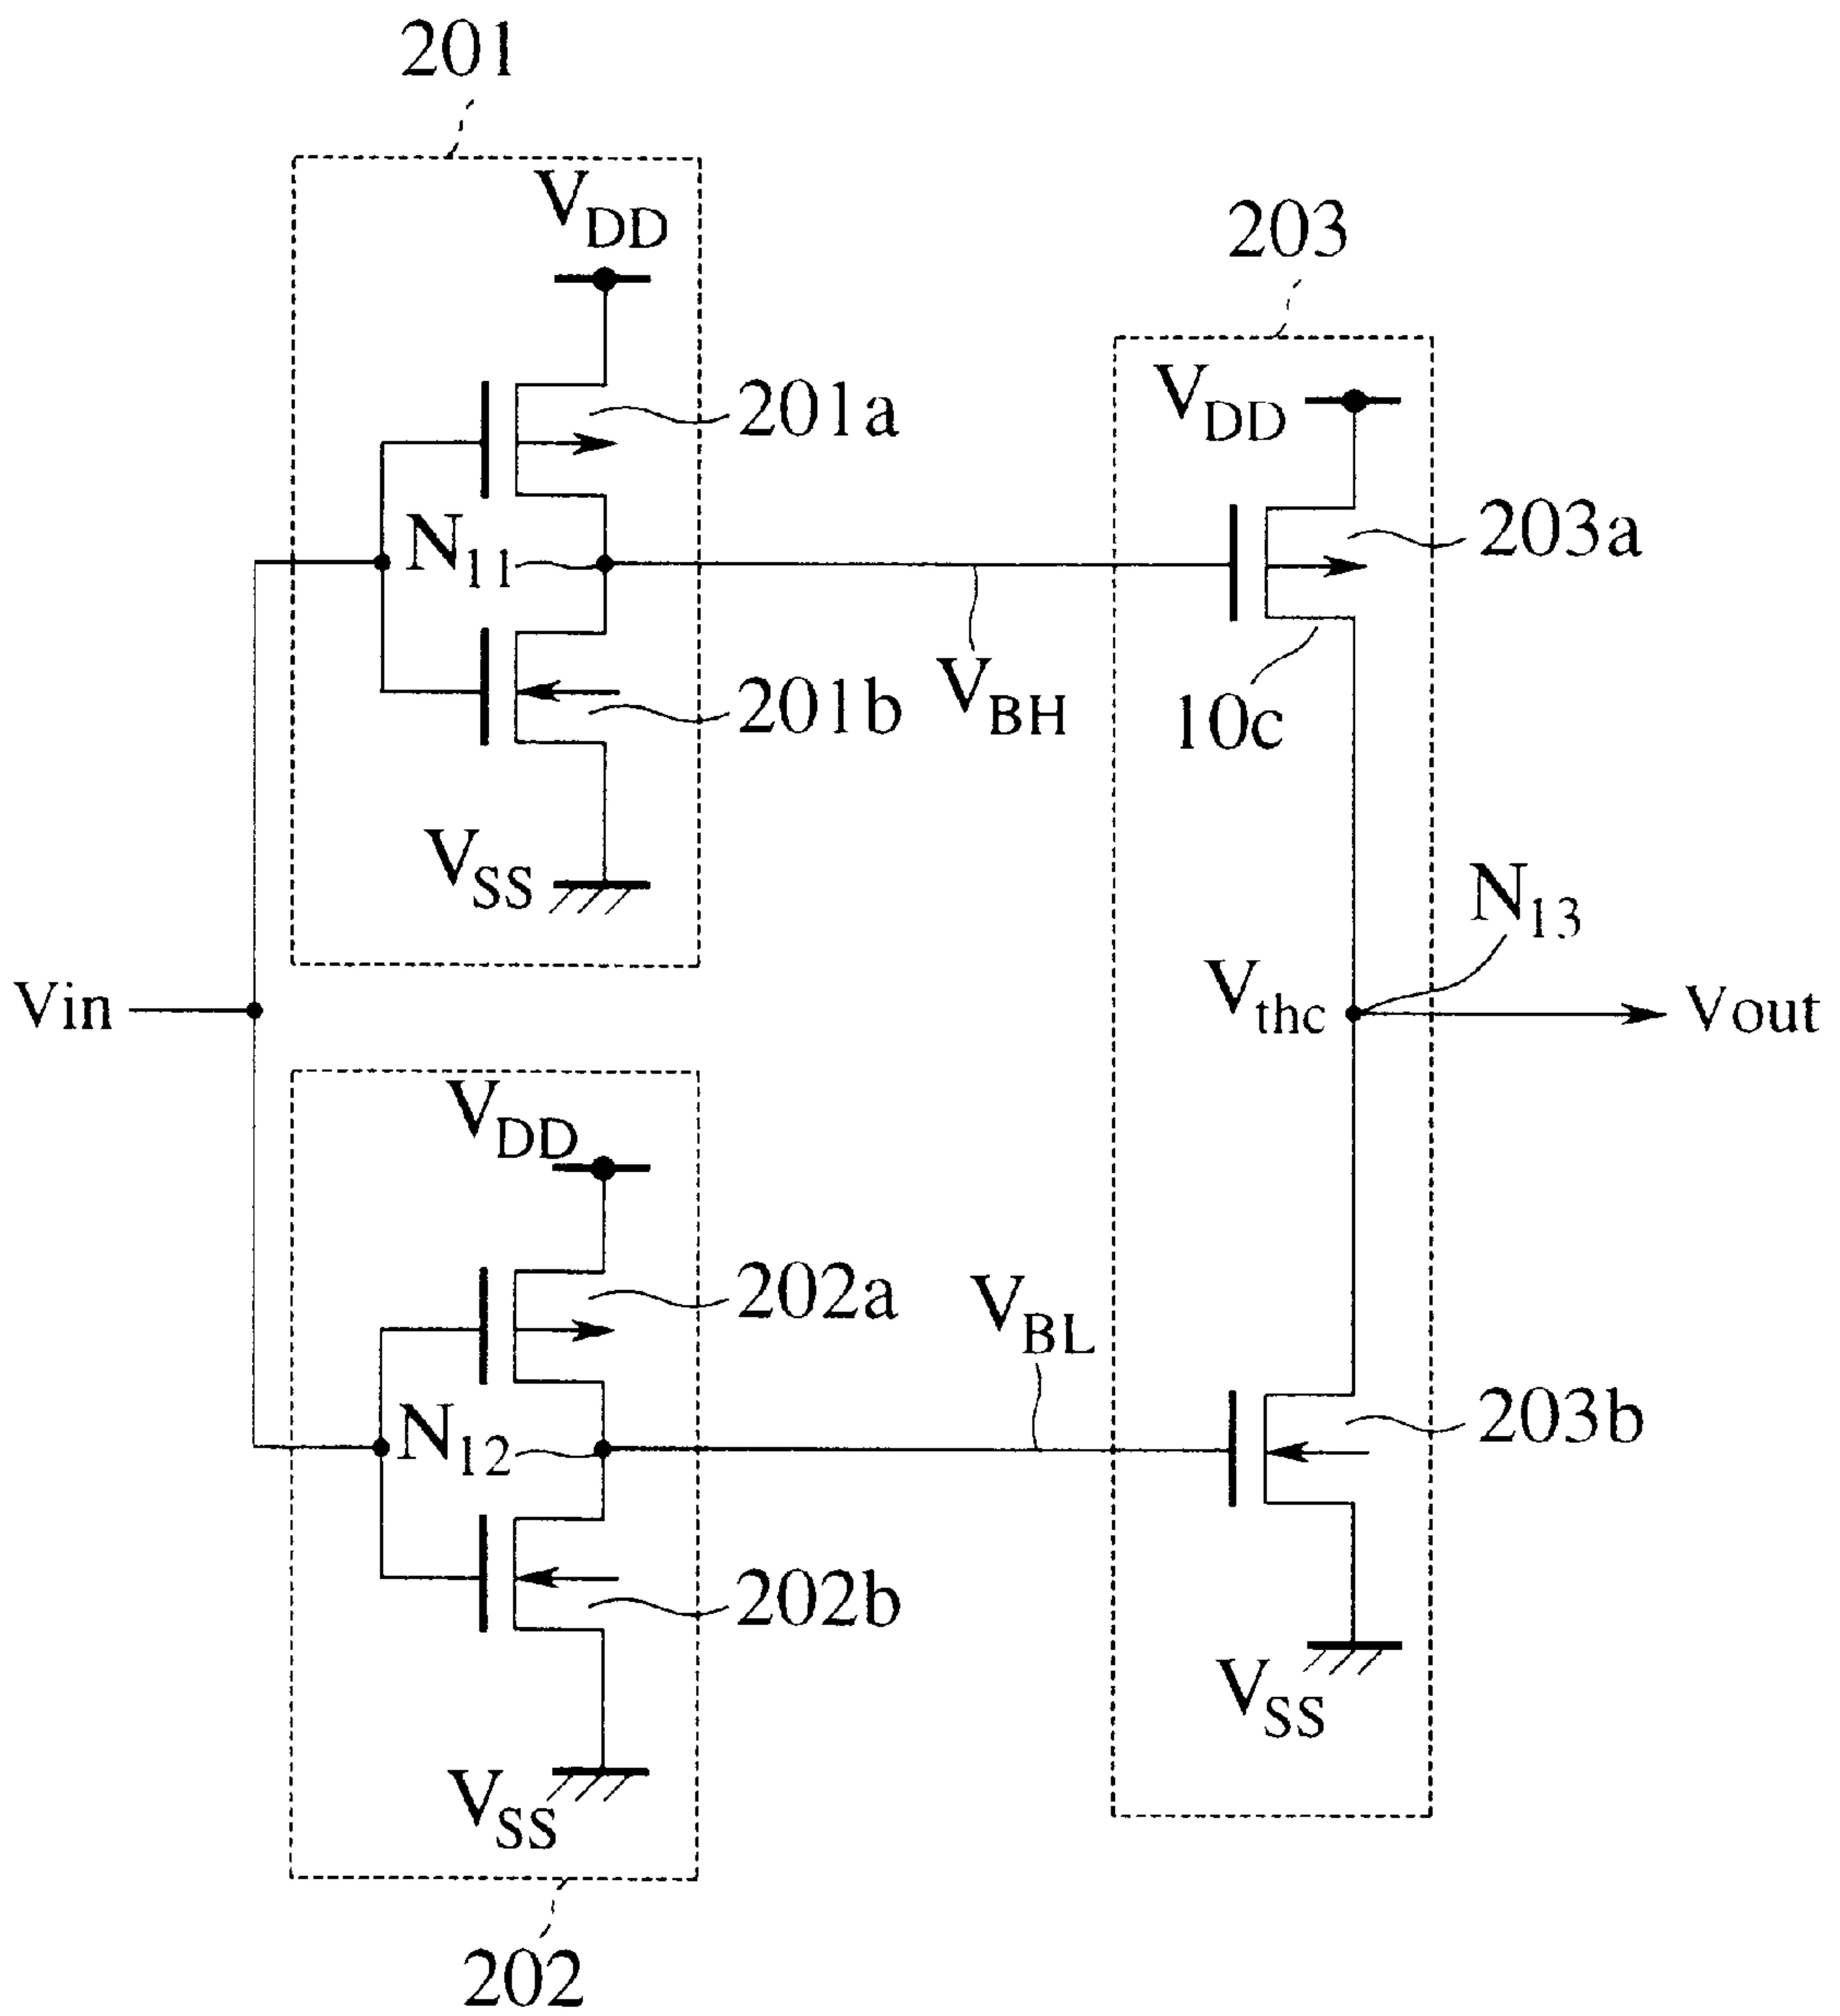 201
VDD
203
VDD
201a
203a
N11
VBH
10c
201b
VSS
N13
Vin
Vthc
Vout
VDD
202a
VBL
203b
N12
202b
VSS
VSS
202